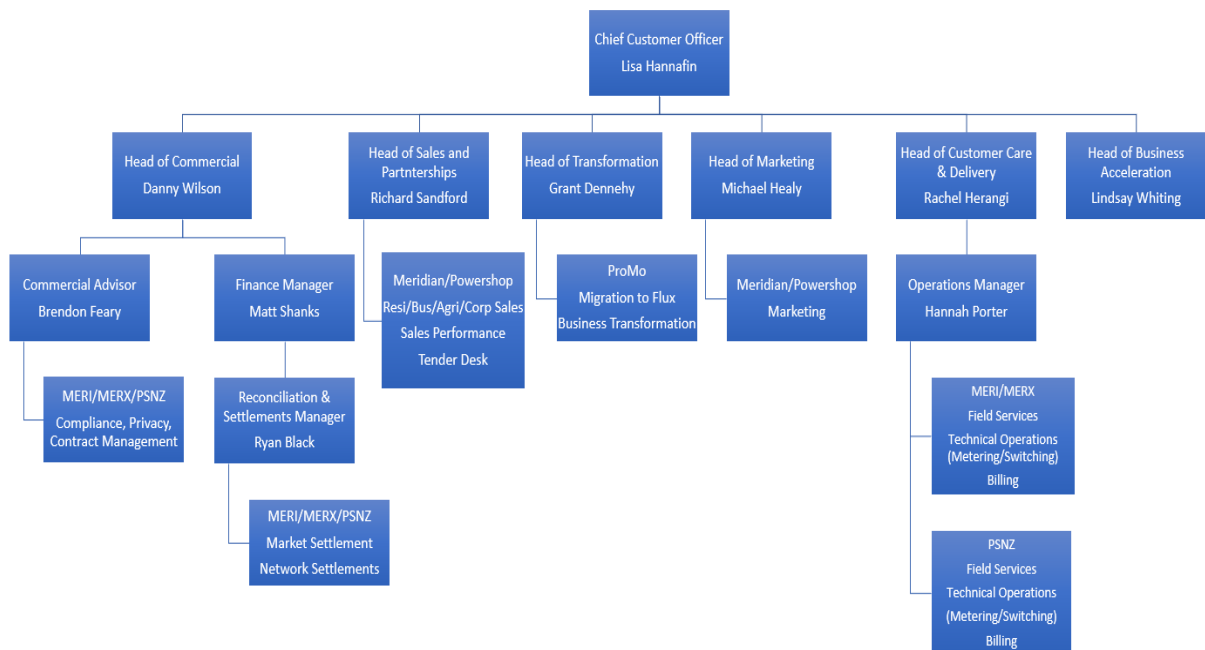 Chief Customer Officer
Lisa Hannafin
Head of Commercial
Danny Wilson
Head of Sales and
Partnterships
Richard Sandford
Head of Transformation
Grant Dennehy
Head of Marketing
Michael Healy
Head of Customer Care
& Delivery
Rachel Herangi
Head of Business
Acceleration
Lindsay Whiting
Commercial Advisor
Brendon Feary
Finance Manager
Matt Shanks
Meridian/Powershop
Resi/Bus/Agri/Corp Sales
Sales Performance
Tender Desk
ProMo
Migration to Flux
Business Transformation
Meridian/Powershop
Marketing
Operations Manager
Hannah Porter
MERI/MERX/PSNZ
Compliance, Privacy,
Contract Management
Reconciliation &
Settlements Manager
Ryan Black
MERI/MERX
Field Services
Technical Operations
(Metering/Switching)
Billing
MERI/MERX/PSNZ
Market Settlement
Network Settlements
PSNZ
Field Services
Technical Operations
(Metering/Switching)
Billing